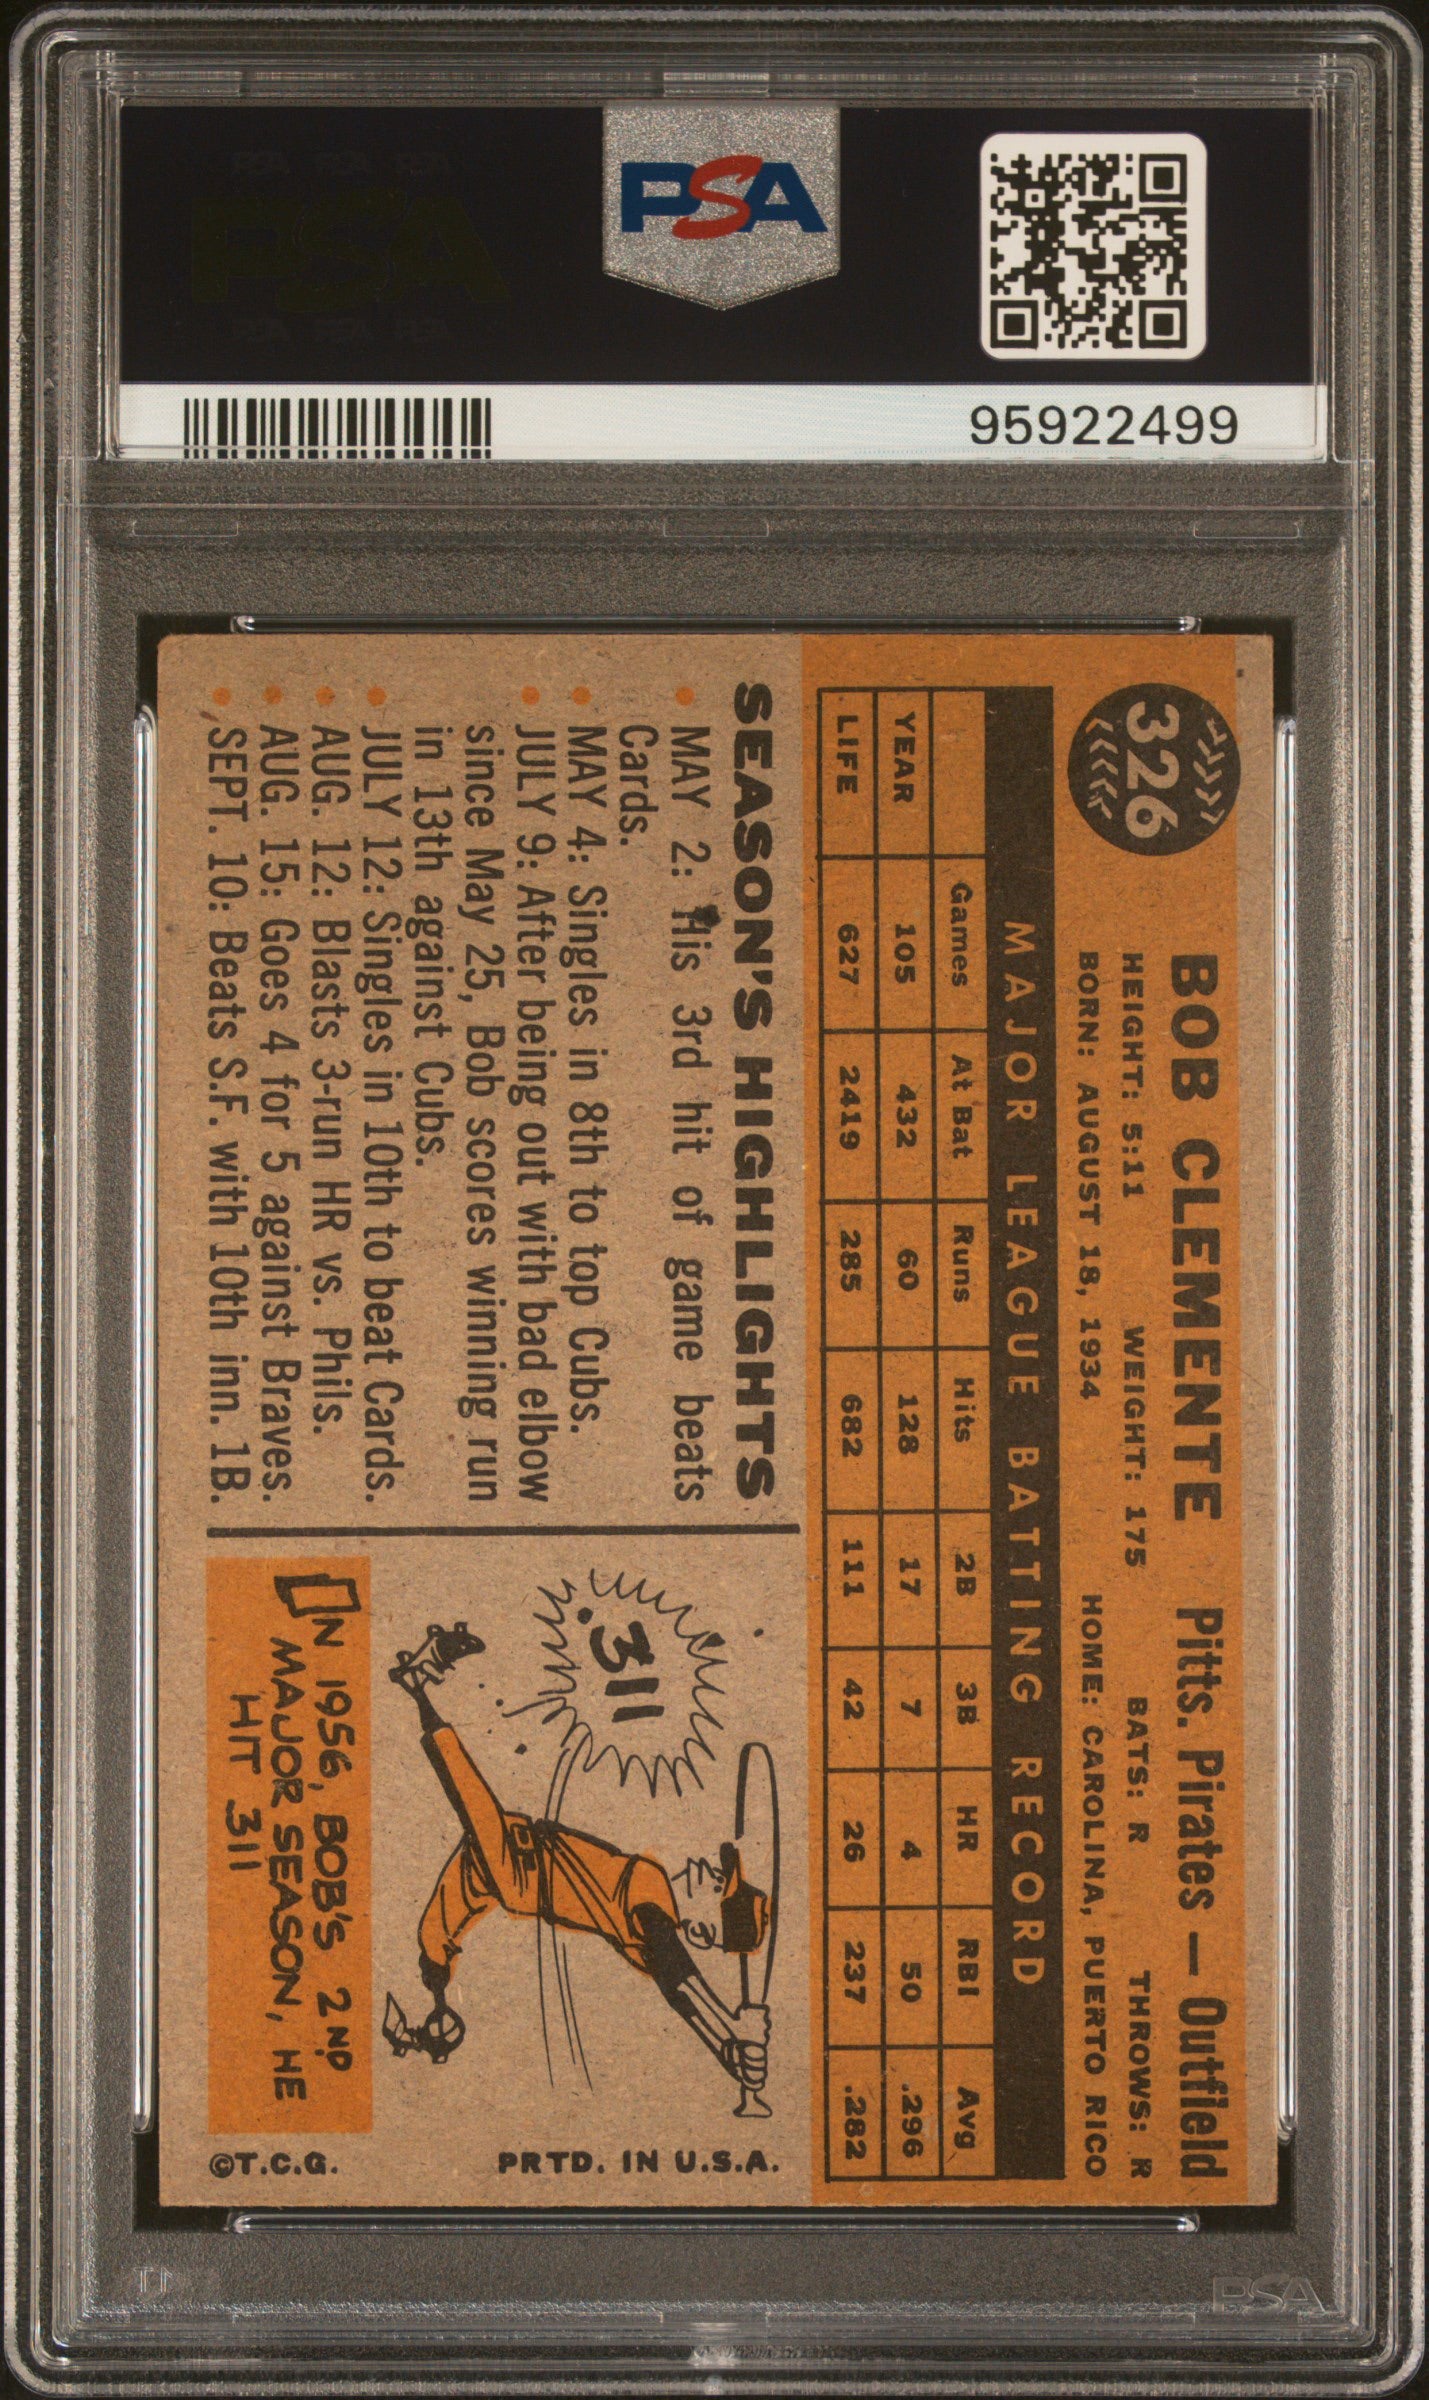 PSA
95922499
326
BOB CLEMENTE Pitts. Pirates — Outfield
HEIGHT: 5:11 WEIGHT: 175 BATS: R THROWS: R
BORN: AUGUST 18, 1934 HOME: CAROLINA, PUERTO RICO
MAJOR LEAGUE BATTING RECORD
Games At Bat Runs Hits 2B 3B HR RBI Avg
YEAR 105 432 60 128 17 7 4 50 .296
LIFE 627 2419 285 682 111 42 26 237 .282
SEASON'S HIGHLIGHTS
• MAY 2: His 3rd hit of game beats
Cards.
• MAY 4: Singles in 8th to top Cubs.
• JULY 9: After being out with bad elbow
since May 25, Bob scores winning run
in 13th against Cubs.
• JULY 12: Singles in 10th to beat Cards.
• AUG. 12: Blasts 3-run HR vs. Phils.
• AUG. 15: Goes 4 for 5 against Braves.
• SEPT. 10: Beats S.F. with 10th inn. 1B.
.311
IN 1956, BOB'S 2ND
MAJOR SEASON, HE
HIT 311
PRTD. IN U.S.A.
©T.C.G.
PSA